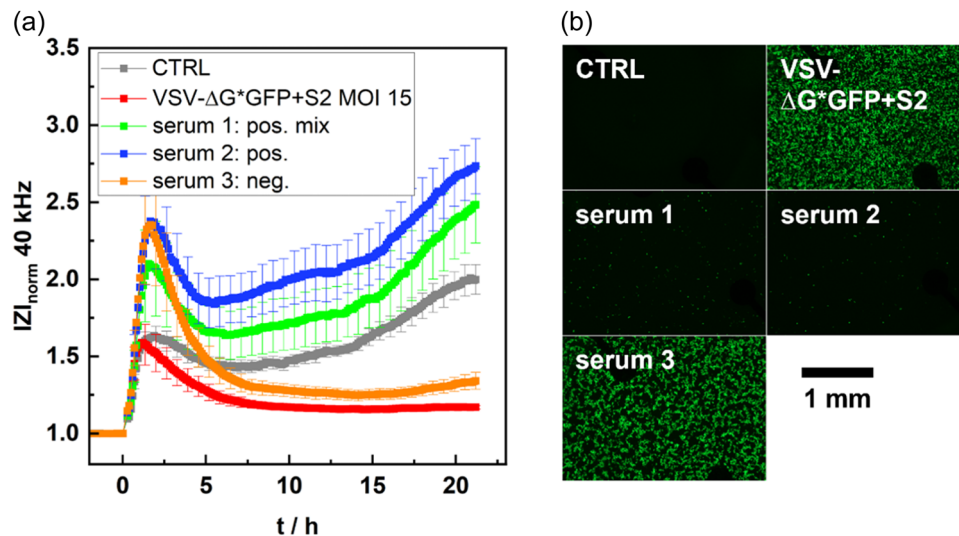 (a)
3.5
3.0
2.5
2.0
1.5
1.0
0
5
10
15
20
t / h
IZI norm 40 kHz
CTRL
VSV-ΔG*GFP+S2 MOI 15
serum 1: pos. mix
serum 2: pos.
serum 3: neg.
(b)
CTRL
VSV-
ΔG*GFP+S2
serum 1
serum 2
serum 3
1 mm